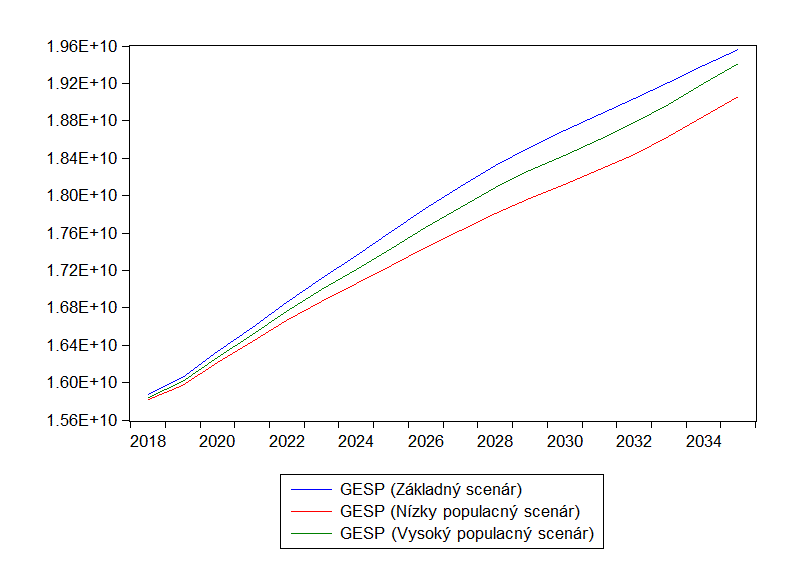 1.96E+10
1.92E+10
1.88E+10
1.84E+10
1.80E+10
1.76E+10
1.72E+10
1.68E+10
1.64E+10
1.60E+10
1.56E+10
2018 2020 2022 2024 2026 2028 2030 2032 2034
GESP (Základný scenár)
GESP (Nízky populacný scenár)
GESP (Vysoký populacný scenár)